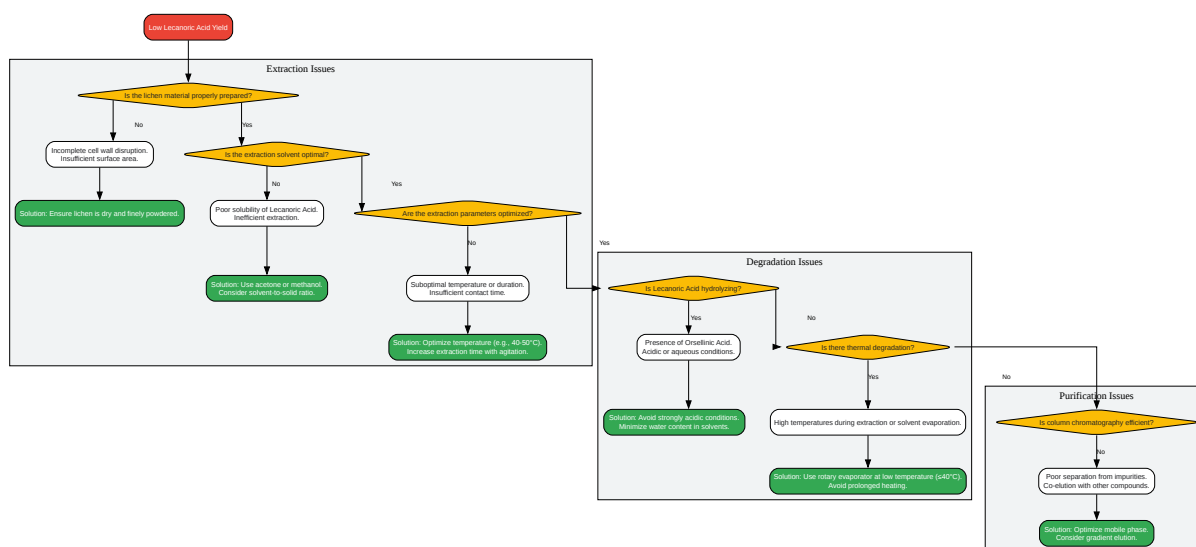 Low Lecanoric Acid Yield
Extraction Issues
Is the lichen material properly prepared?
No
Yes
Incomplete cell wall disruption.
Insufficient surface area.
Is the extraction solvent optimal?
No
Yes
Solution: Ensure lichen is dry and finely powdered.
Poor solubility of Lecanoric Acid.
Inefficient extraction.
Are the extraction parameters optimized?
No
Yes
Solution: Use acetone or methanol.
Consider solvent-to-solid ratio.
Suboptimal temperature or duration.
Insufficient contact time.
Solution: Optimize temperature (e.g., 40-50°C).
Increase extraction time with agitation.
Degradation Issues
Is Lecanoric Acid hydrolyzing?
Yes
No
Presence of Orsellinic Acid.
Acidic or aqueous conditions.
Is there thermal degradation?
Yes
No
Solution: Avoid strongly acidic conditions.
Minimize water content in solvents.
High temperatures during extraction or solvent evaporation.
Solution: Use rotary evaporator at low temperature (≤40°C).
Avoid prolonged heating.
Purification Issues
Is column chromatography efficient?
No
Poor separation from impurities.
Co-elution with other compounds.
Solution: Optimize mobile phase.
Consider gradient elution.